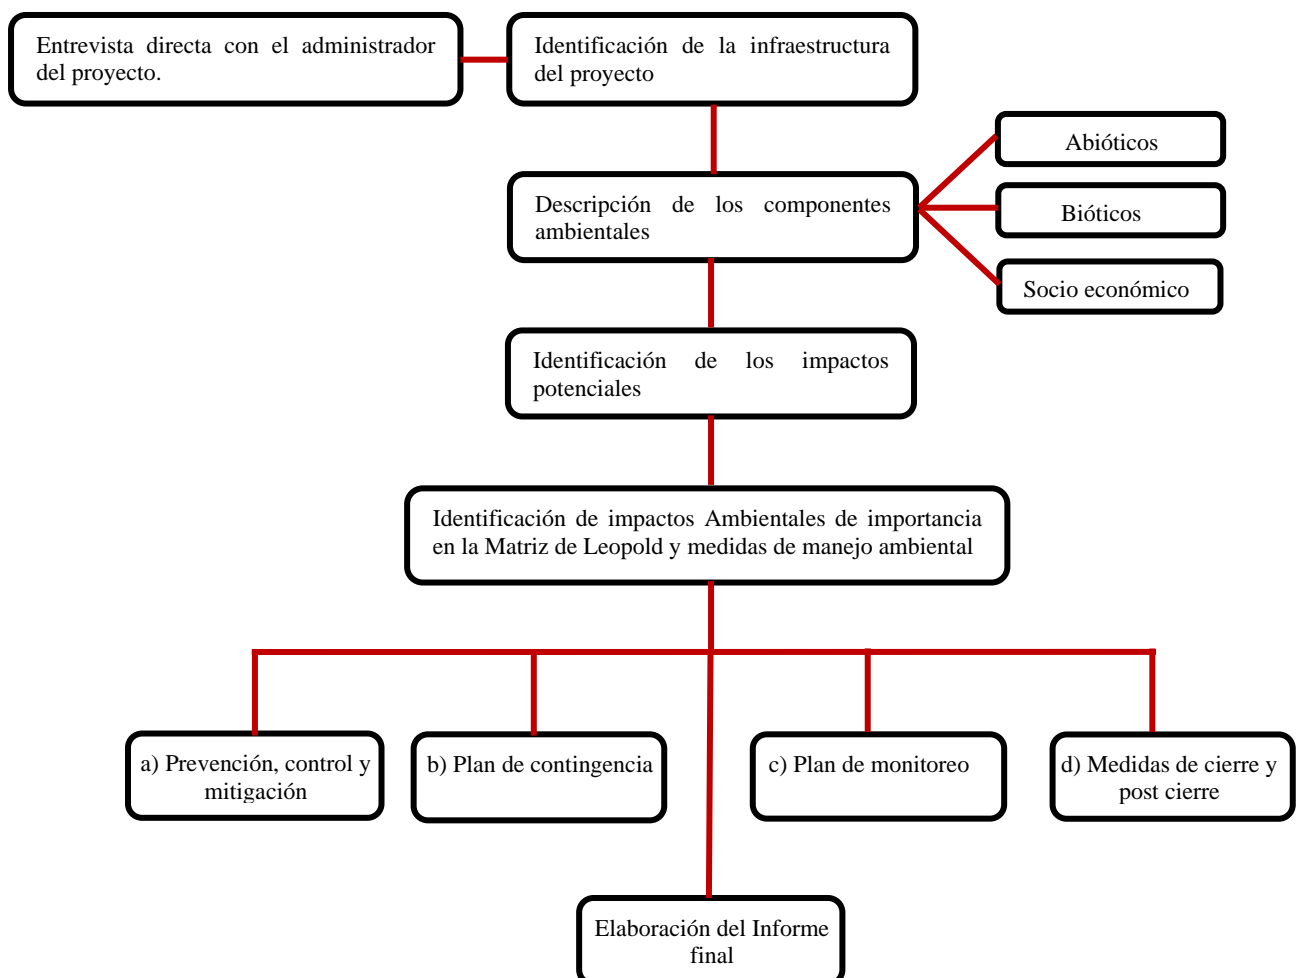 Entrevista directa con el administrador
del proyecto.
Identificación de la infraestructura
del proyecto
Abióticos
Descripción de los componentes
ambientales
Bióticos
Socio económico
Identificación de los impactos
potenciales
Identificación de impactos Ambientales de importancia
en la Matriz de Leopold y medidas de manejo ambiental
a) Prevención, control y
mitigación
b) Plan de contingencia
c) Plan de monitoreo
d) Medidas de cierre y
post cierre
Elaboración del Informe
final